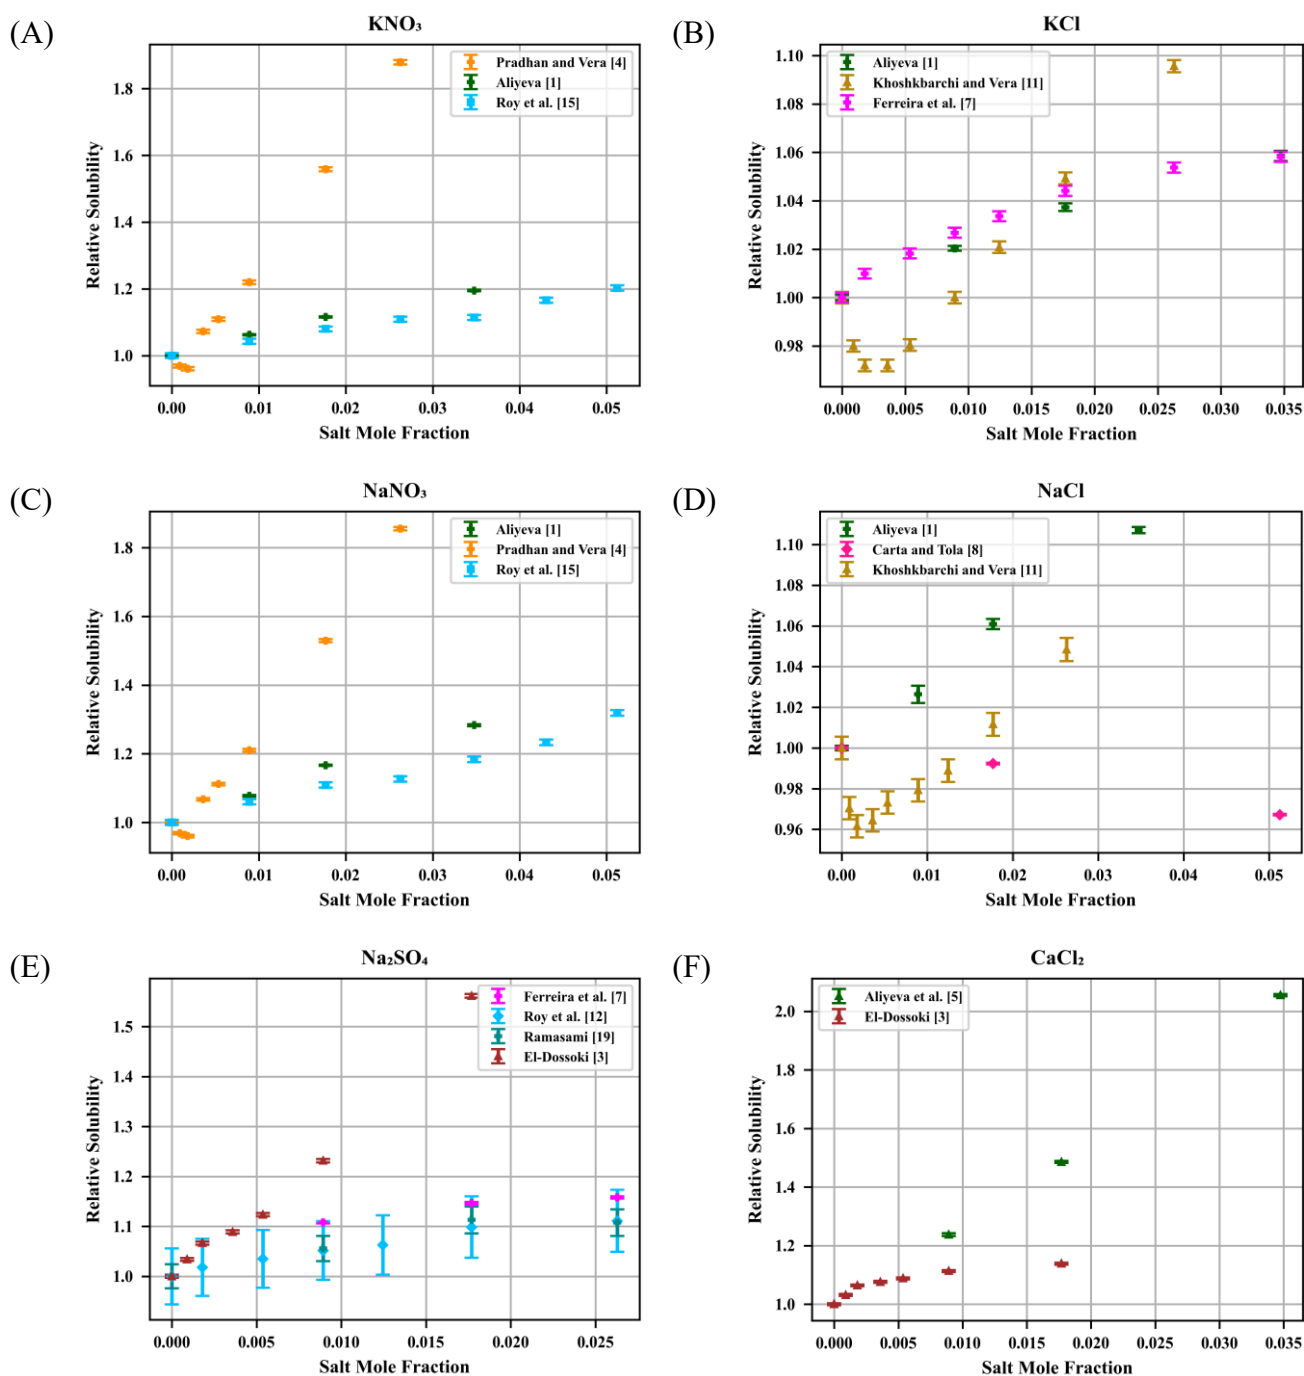 (A)
KNO₃
Relative Solubility
1.8
1.6
1.4
1.2
1.0
Pradhan and Vera [4]
Aliyeva [1]
Roy et al. [15]
0.00 0.01 0.02 0.03 0.04 0.05
Salt Mole Fraction
(B)
KCl
Relative Solubility
1.10
1.08
1.06
1.04
1.02
1.00
0.98
Aliyeva [1]
Khoshkbarchi and Vera [11]
Ferreira et al. [7]
0.000 0.005 0.010 0.015 0.020 0.025 0.030 0.035
Salt Mole Fraction
(C)
NaNO₃
Relative Solubility
1.8
1.6
1.4
1.2
1.0
Aliyeva [1]
Pradhan and Vera [4]
Roy et al. [15]
0.00 0.01 0.02 0.03 0.04 0.05
Salt Mole Fraction
(D)
NaCl
Relative Solubility
1.10
1.08
1.06
1.04
1.02
1.00
0.98
0.96
Aliyeva [1]
Carta and Tola [8]
Khoshkbarchi and Vera [11]
0.00 0.01 0.02 0.03 0.04 0.05
Salt Mole Fraction
(E)
Na₂SO₄
Relative Solubility
1.5
1.4
1.3
1.2
1.1
1.0
Ferreira et al. [7]
Roy et al. [12]
Ramasami [19]
El-Dossoki [3]
0.000 0.005 0.010 0.015 0.020 0.025
Salt Mole Fraction
(F)
CaCl₂
Relative Solubility
2.0
1.8
1.6
1.4
1.2
1.0
Aliyeva et al. [5]
El-Dossoki [3]
0.000 0.005 0.010 0.015 0.020 0.025 0.030 0.035
Salt Mole Fraction